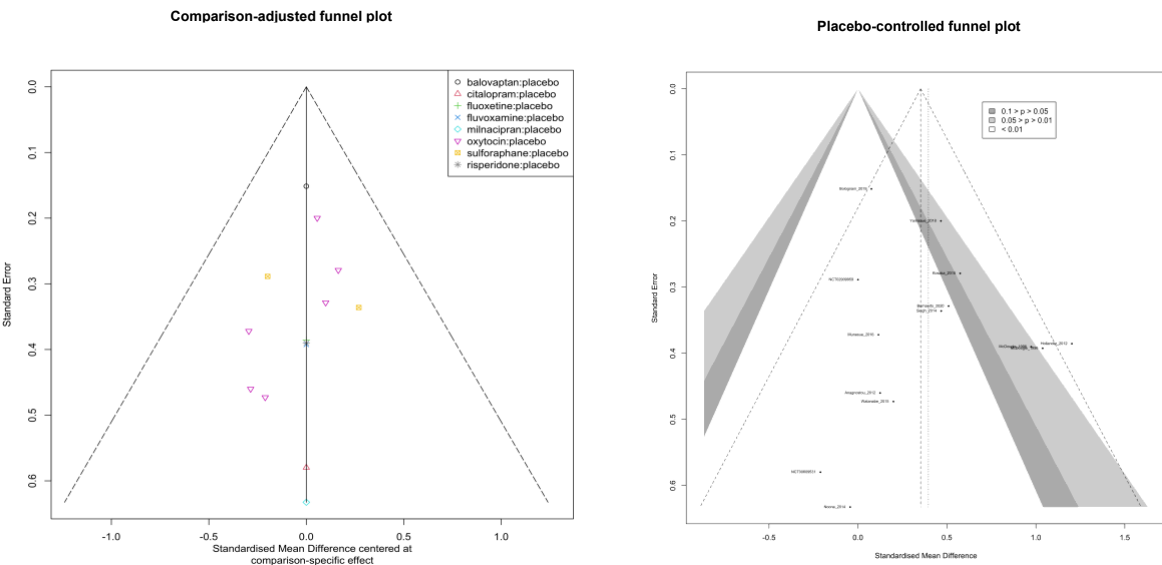 Comparison-adjusted funnel plot
balovaptan:placebo
citalopram:placebo
fluoxetine:placebo
fluvoxamine:placebo
milnacipran:placebo
oxytocin:placebo
sulforaphane:placebo
risperidone:placebo
Standard Error
0.0
0.1
0.2
0.3
0.4
0.5
0.6
-1.0 -0.5 0.0 0.5 1.0
Standardised Mean Difference centered at
comparison-specific effect
Placebo-controlled funnel plot
0.1 > p > 0.05
0.05 > p > 0.01
< 0.01
Standard Error
0.0
0.1
0.2
0.3
0.4
0.5
0.6
-0.5 0.0 0.5 1.0 1.5
Standardised Mean Difference